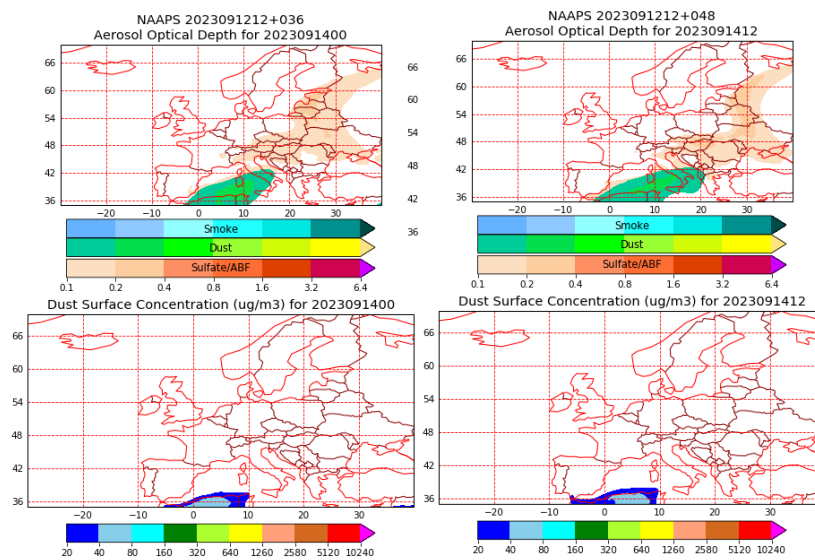 NAAPS 2023091212+036
Aerosol Optical Depth for 2023091400
66
60
54
48
42
36
−20 −10 0 10 20 30
Smoke
Dust
Sulfate/ABF
0.1 0.2 0.4 0.8 1.6 3.2 6.4
NAAPS 2023091212+048
Aerosol Optical Depth for 2023091412
66
60
54
48
42
36
66
60
54
48
42
36
−20 −10 0 10 20 30
Smoke
Dust
Sulfate/ABF
0.1 0.2 0.4 0.8 1.6 3.2 6.4
Dust Surface Concentration (ug/m3) for 2023091400
66
60
54
48
42
36
−20 −10 0 10 20 30
20 40 80 160 320 640 1260 2580 5120 10240
Dust Surface Concentration (ug/m3) for 2023091412
66
60
54
48
42
36
−20 −10 0 10 20 30
20 40 80 160 320 640 1260 2580 5120 10240